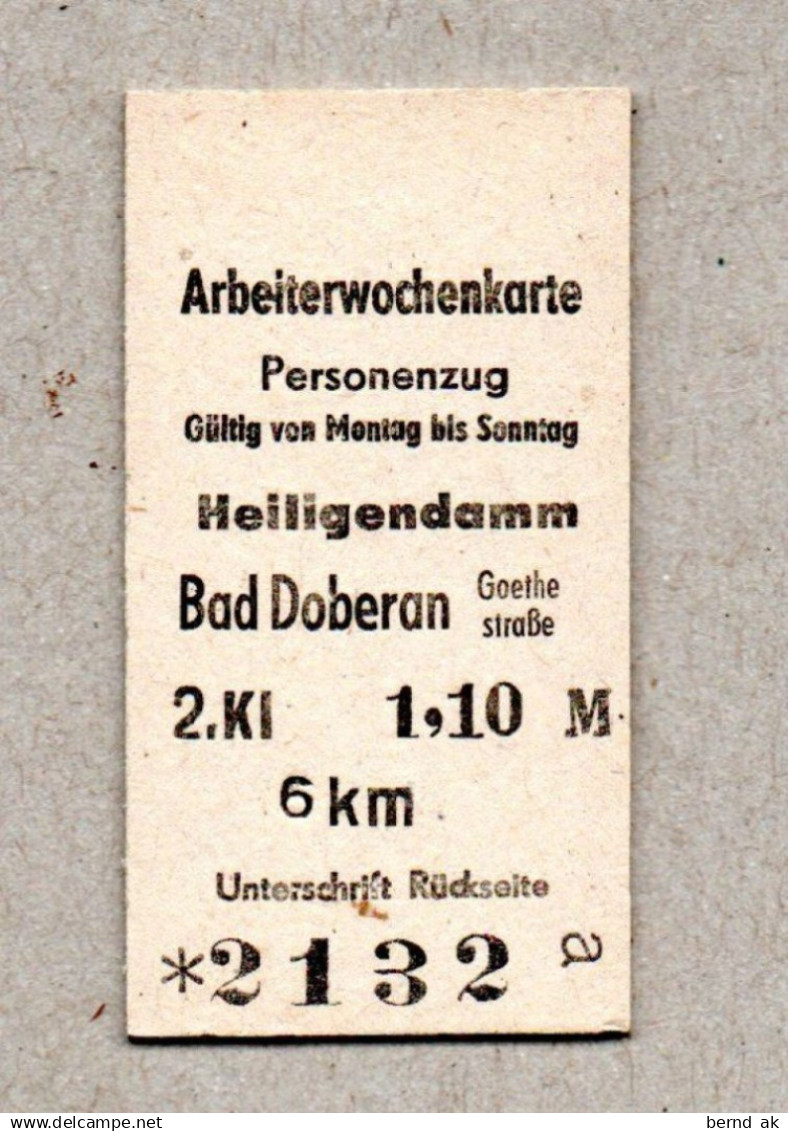 Arbeiterwochenkarte
Personenzug
Gültig von Montag bis Sonntag
Heiligendamm
Bad Doberan Goethe
straße
2.Kl 1,10 M
6 km
Unterschrift Rückseite
*2132 a
www.delcampe.net
bernd ak